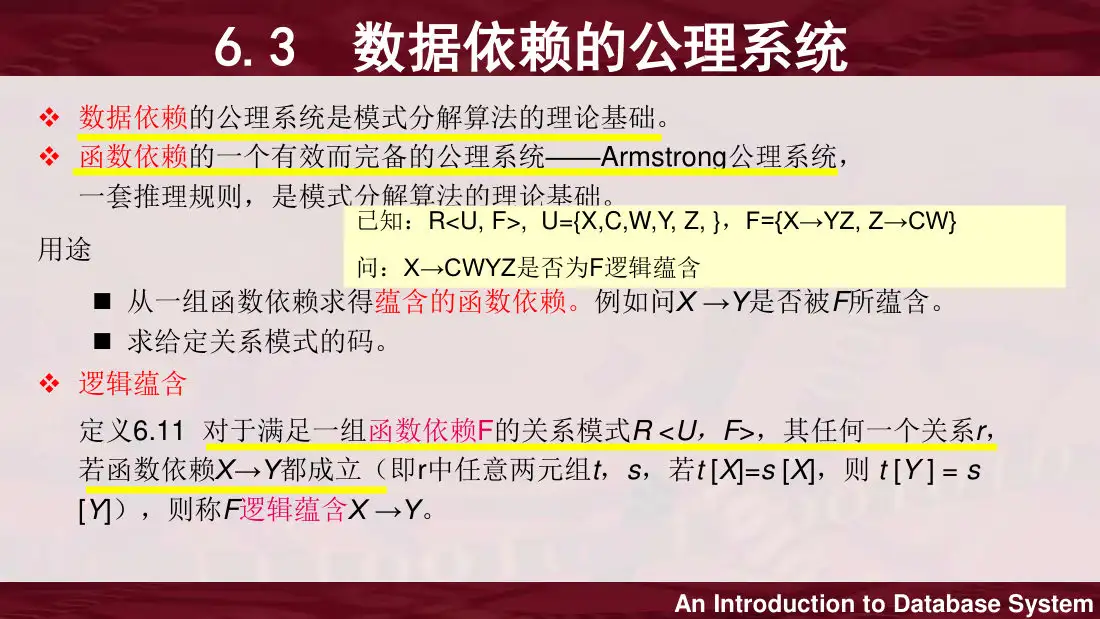 6.3 数据依赖的公理系统
❖ 数据依赖的公理系统是模式分解算法的理论基础。
❖ 函数依赖的一个有效而完备的公理系统——Armstrong公理系统，
一套推理规则，是模式分解算法的理论基础。
已知：R<U, F>, U={X,C,W,Y, Z, }，F={X→YZ, Z→CW}
问：X→CWYZ是否为F逻辑蕴含
用途
■ 从一组函数依赖求得蕴含的函数依赖。例如问X →Y是否被F所蕴含。
■ 求给定关系模式的码。
❖ 逻辑蕴含
定义6.11 对于满足一组函数依赖F的关系模式R <U，F>，其任何一个关系r，
若函数依赖X→Y都成立（即r中任意两元组t，s，若t [X]=s [X]，则 t [Y ] = s
[Y]），则称F逻辑蕴含X →Y。
An Introduction to Database System